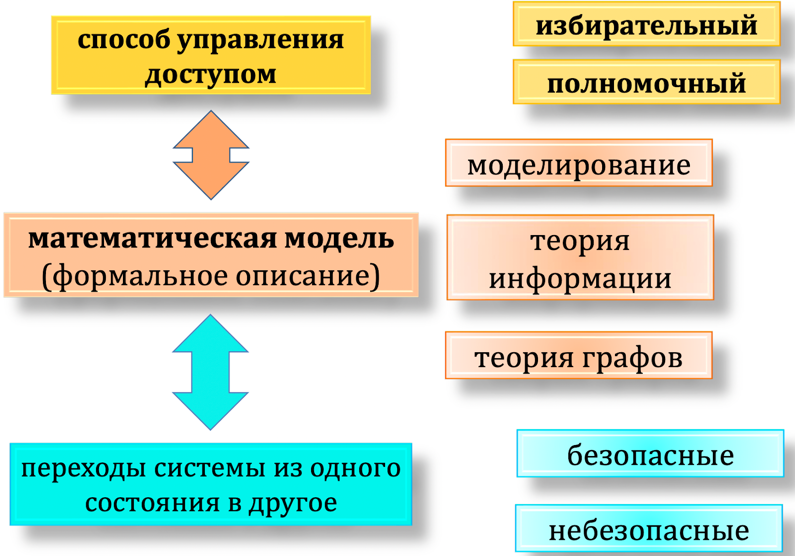 способ управления
доступом
избирательный
полномочный
моделирование
математическая модель
(формальное описание)
теория
информации
теория графов
переходы системы из одного
состояния в другое
безопасные
небезопасные